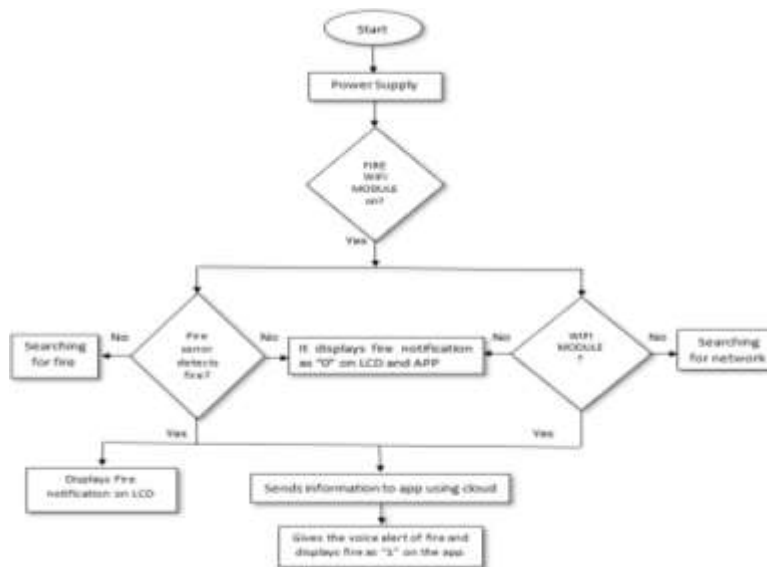 Start
Power Supply
FIRE
WIFI
MODULE
on?
Yes
No
Fire
sensor
detects
fire?
No
Searching
for fire
It displays fire notification
as "0" on LCD and APP
No
WIFI
MODULE
?
No
Searching
for network
Yes
Yes
Displays Fire
notification on LCD
Sends information to app using cloud
Gives the voice alert of fire and
displays fire as "1" on the app.